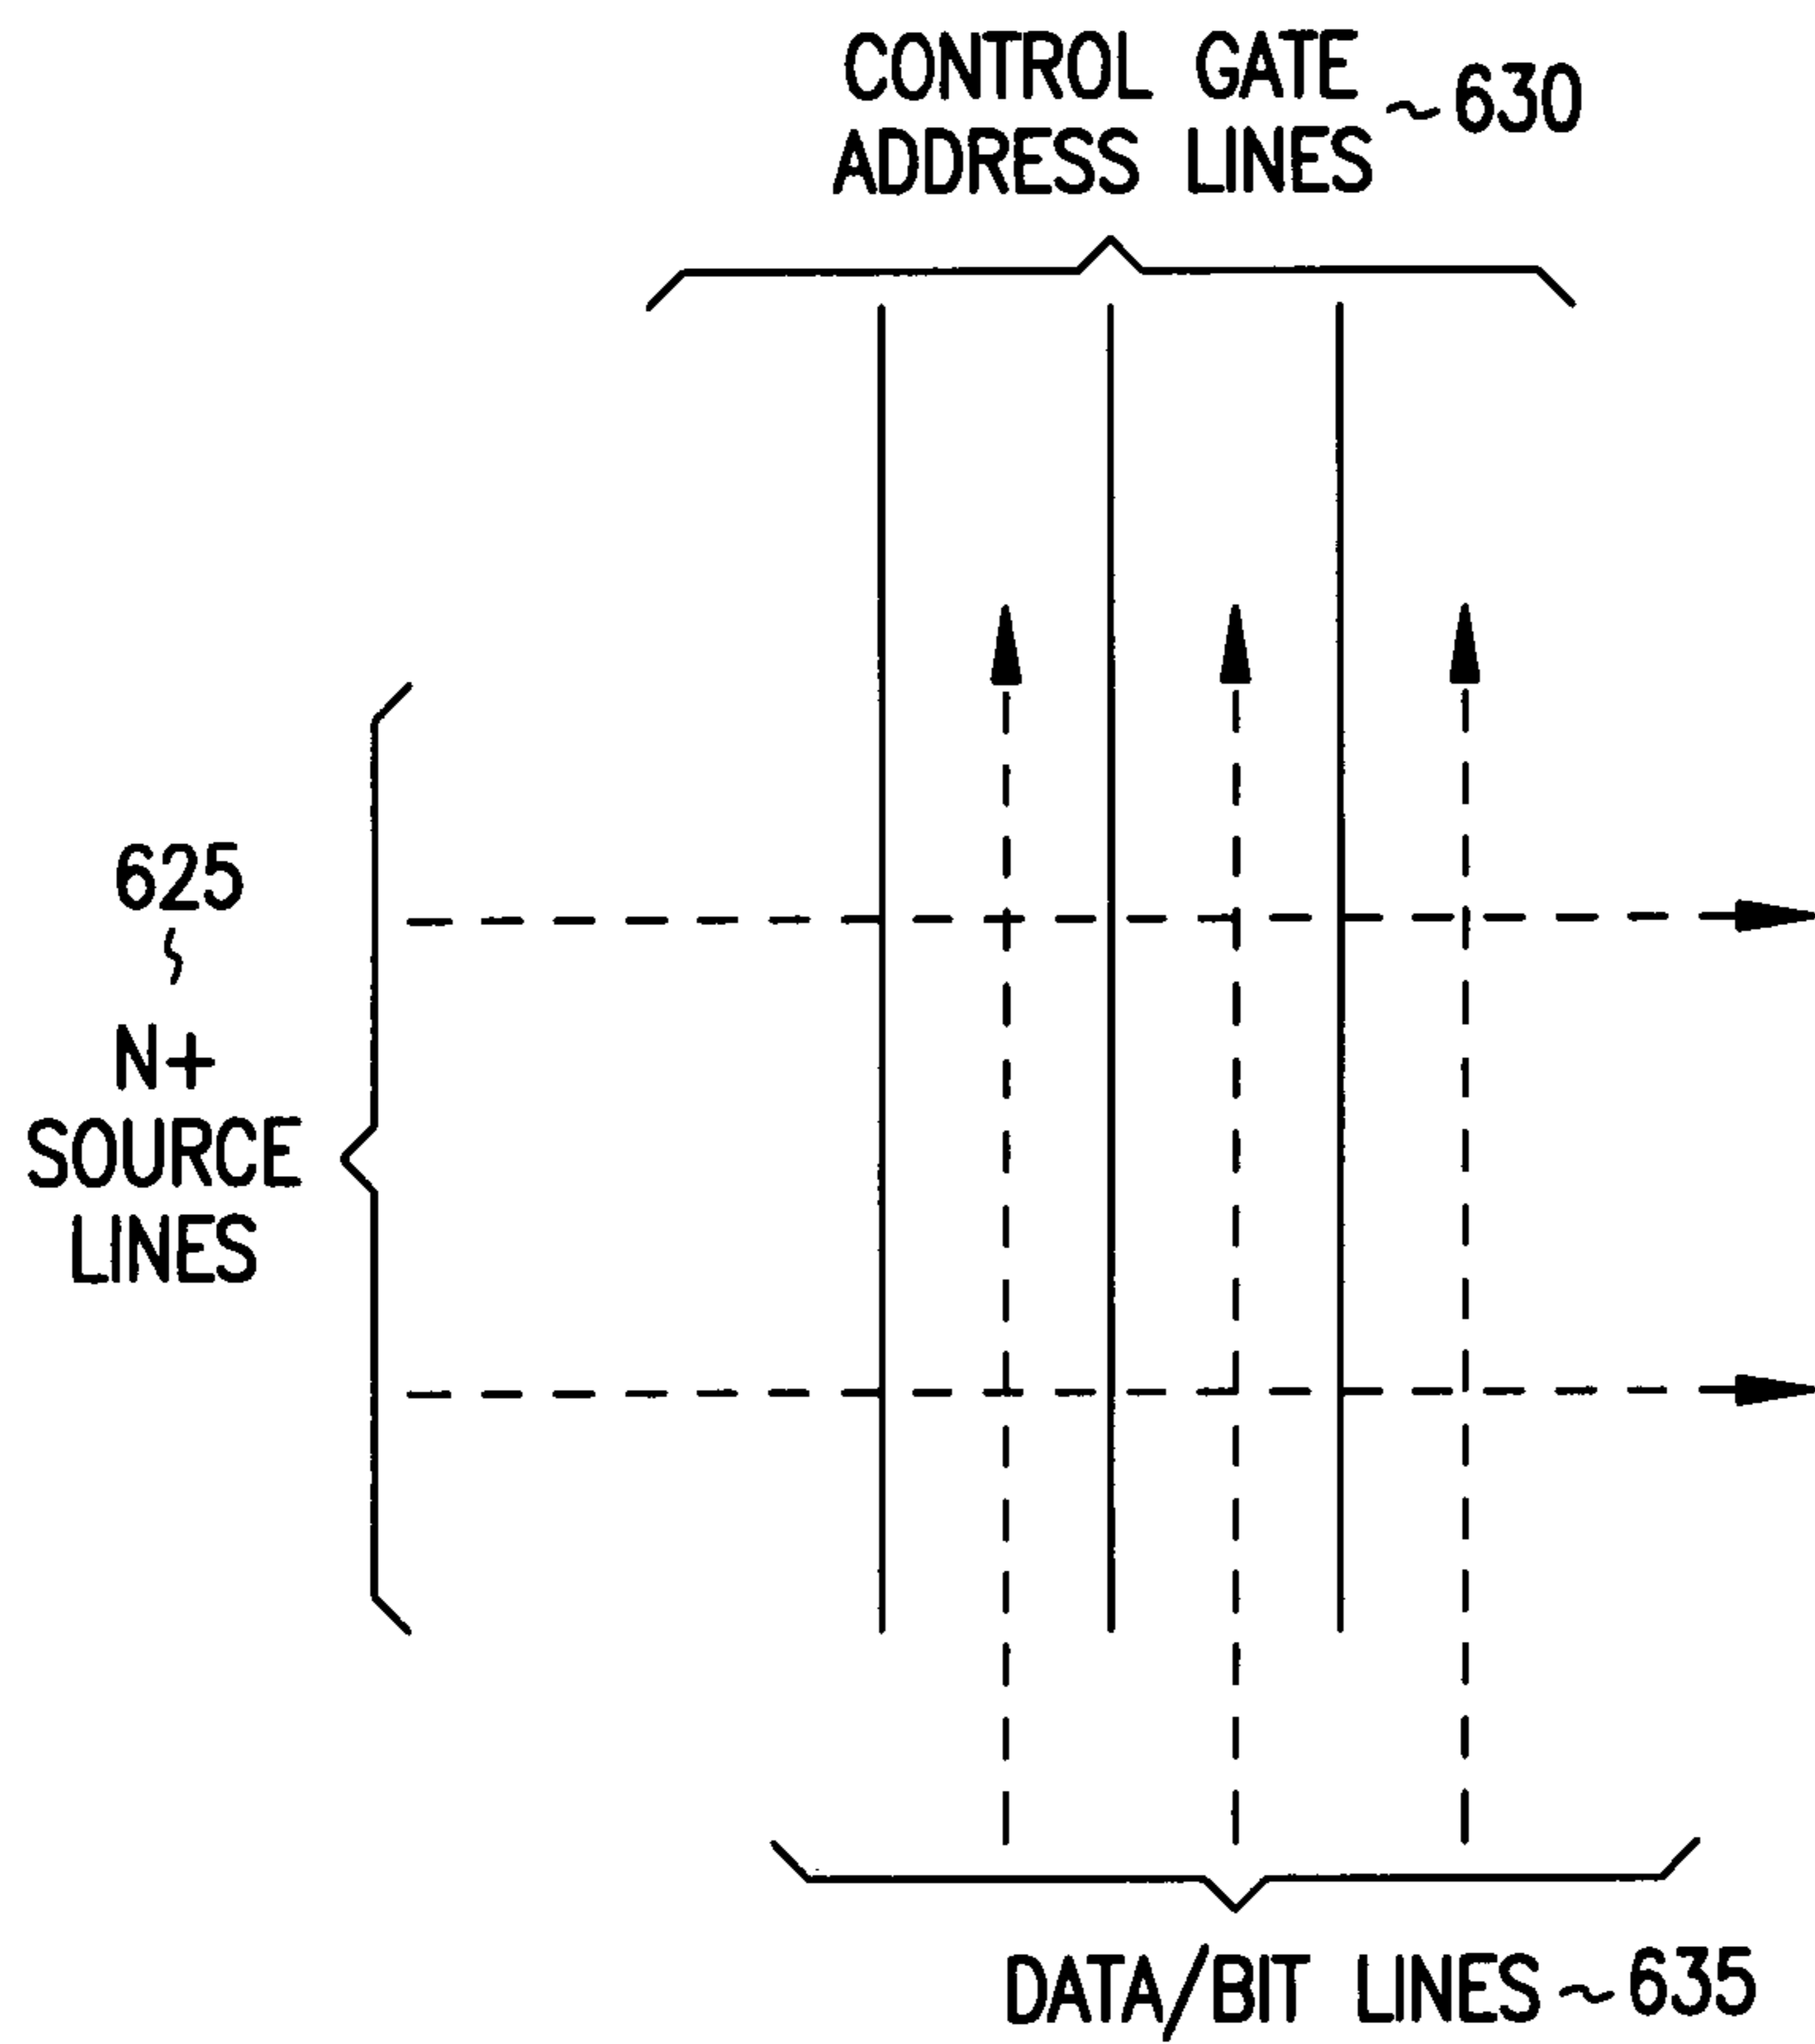 CONTROL GATE
ADDRESS LINES ~630
625
N+
SOURCE
LINES
DATA/BIT LINES ~635